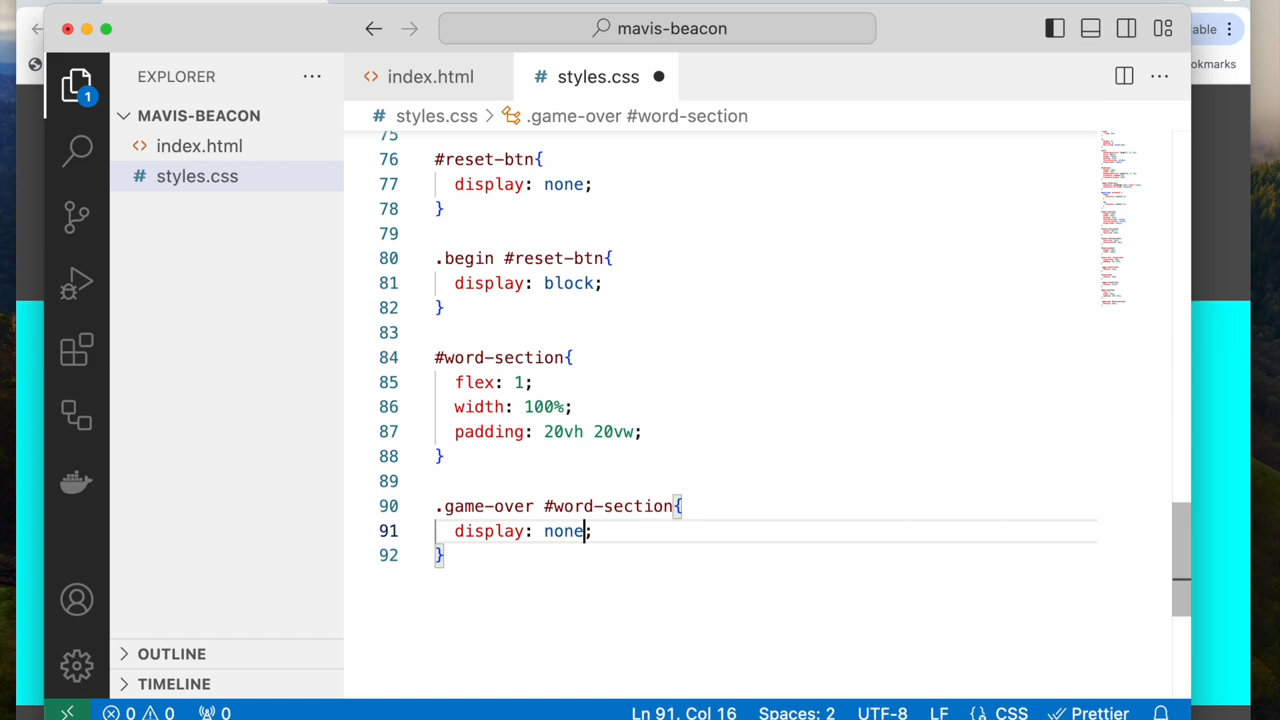 mavis-beacon
able
EXPLORER
index.html
# styles.css
okmarks
1
MAVIS-BEACON
# styles.css > .game-over #word-section
index.html
# styles.css
75
76 #reset-btn{
77 display: none;
78 }
79
80 .begin #reset-btn{
81 display: block;
82 }
83
84 #word-section{
85 flex: 1;
86 width: 100%;
87 padding: 20vh 20vw;
88 }
89
90 .game-over #word-section{
91 display: none;
92 }
OUTLINE
TIMELINE
0 0 0 Ln 91, Col 16 Spaces: 2 UTF-8 LF {} CSS Prettier